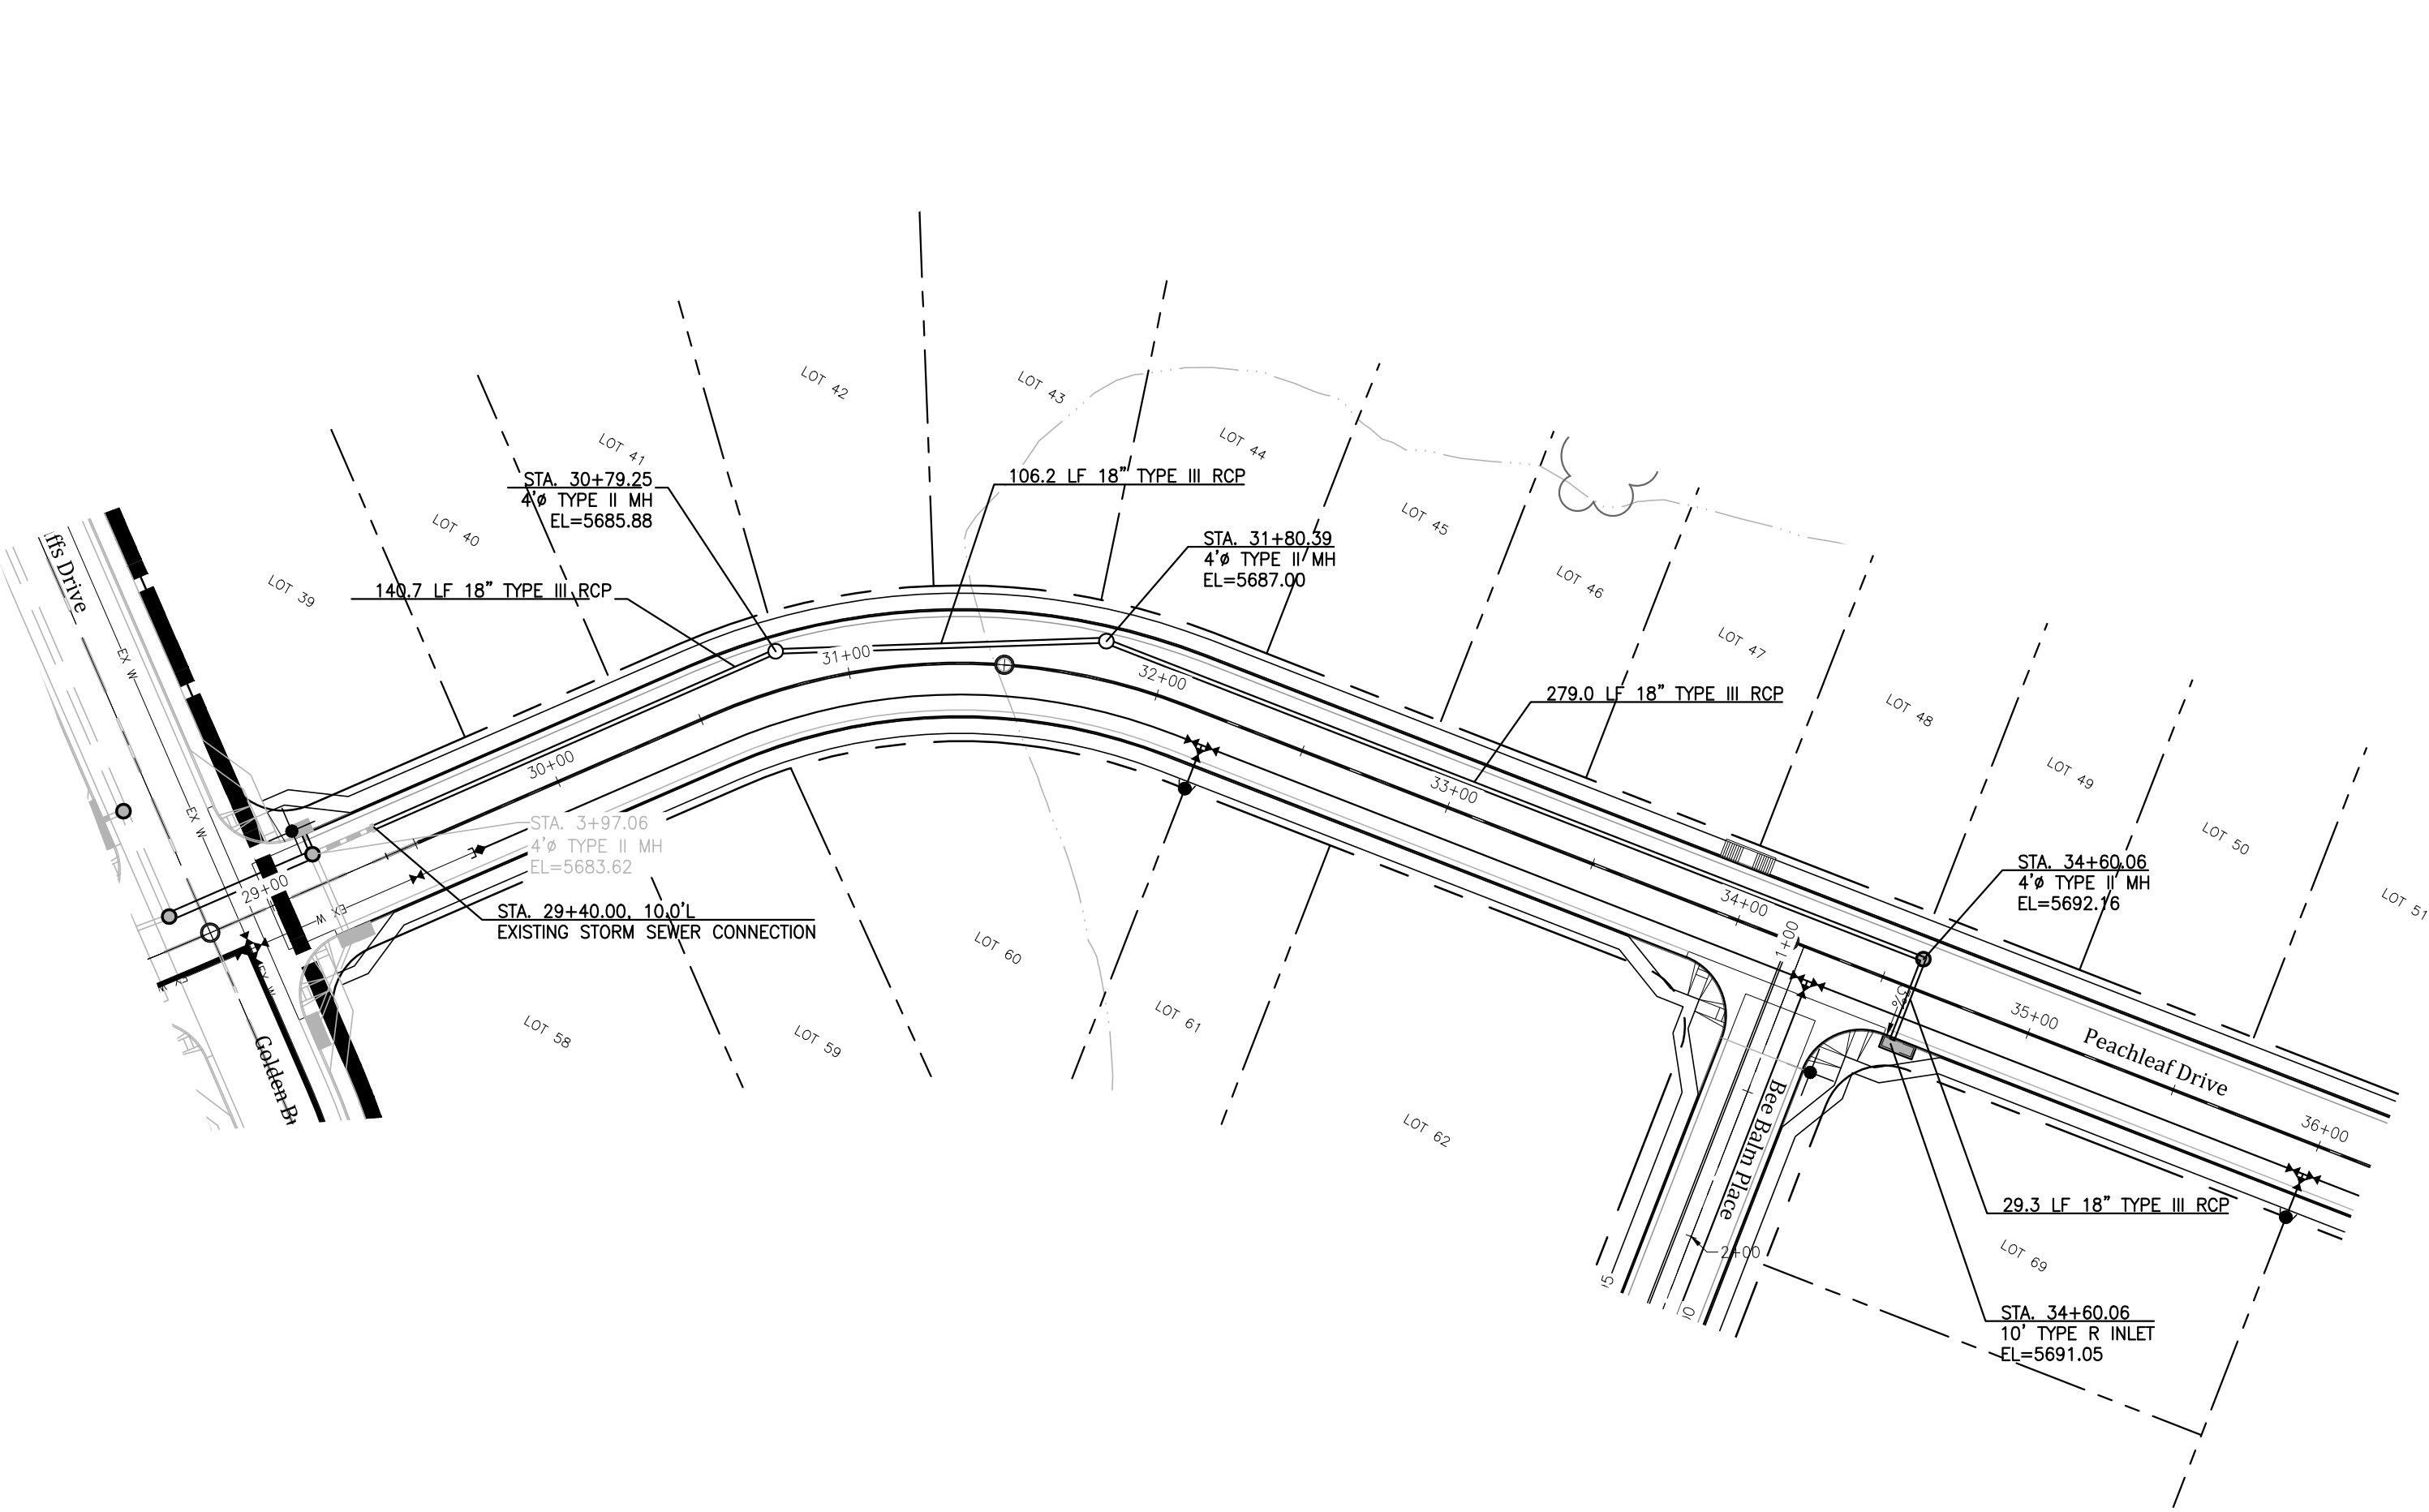 LOT 42
LOT 43
LOT 41
LOT 44
STA. 30+79.25
4'ø TYPE II MH
EL=5685.88
106.2 LF 18" TYPE III RCP
LOT 40
LOT 45
STA. 31+80.39
4'ø TYPE II MH
EL=5687.00
ffs Drive
LOT 39
140.7 LF 18" TYPE III RCP
LOT 46
EX W
31+00
32+00
LOT 47
279.0 LF 18" TYPE III RCP
LOT 48
30+00
33+00
LOT 49
EX W
STA. 3+97.06
4'ø TYPE II MH
EL=5683.62
LOT 50
29+00
34+00
STA. 34+60.06
4'ø TYPE II MH
EL=5692.16
LOT 51
EX W
STA. 29+40.00, 10.0'L
EXISTING STORM SEWER CONNECTION
1+00
LOT 60
EX W
LOT 61
35+00
LOT 58
LOT 59
Golden B
Peachleaf Drive
Bee Balm Place
LOT 62
36+00
29.3 LF 18" TYPE III RCP
2+00
LOT 69
STA. 34+60.06
10' TYPE R INLET
EL=5691.05